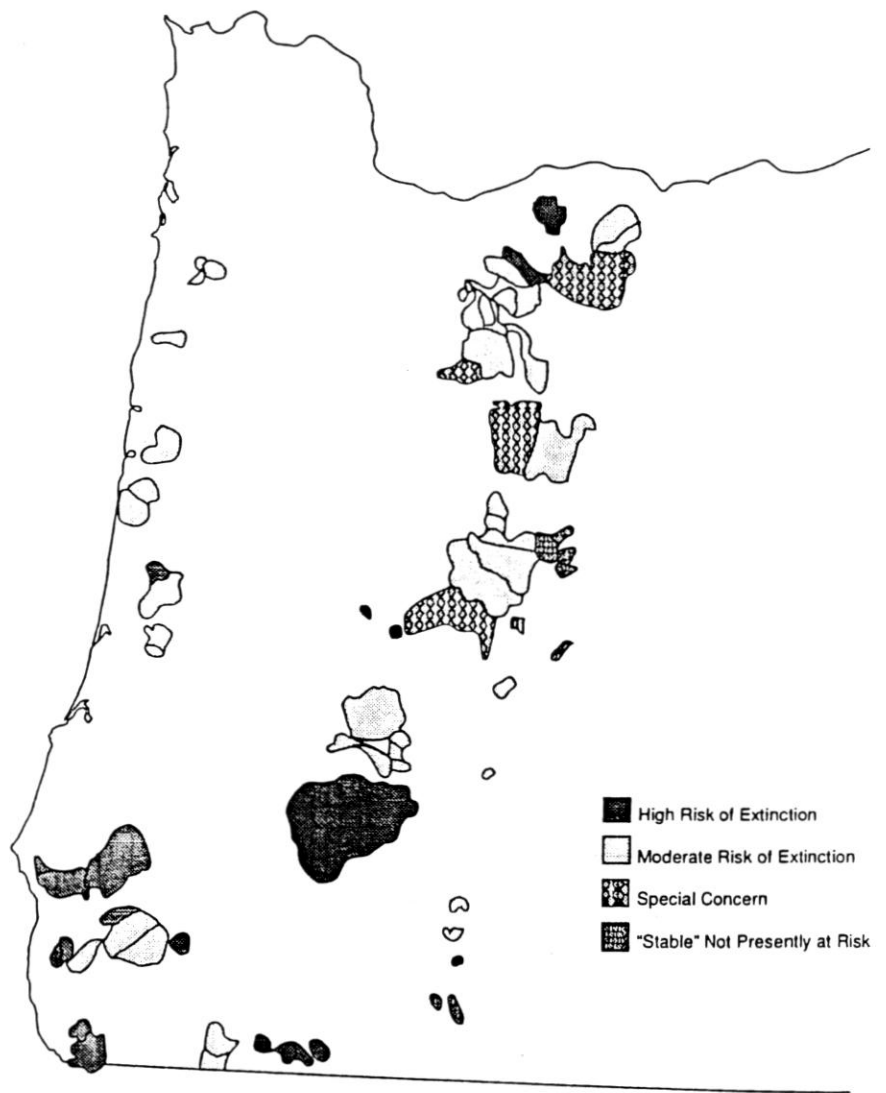 High Risk of Extinction
Moderate Risk of Extinction
Special Concern
"Stable" Not Presently at Risk